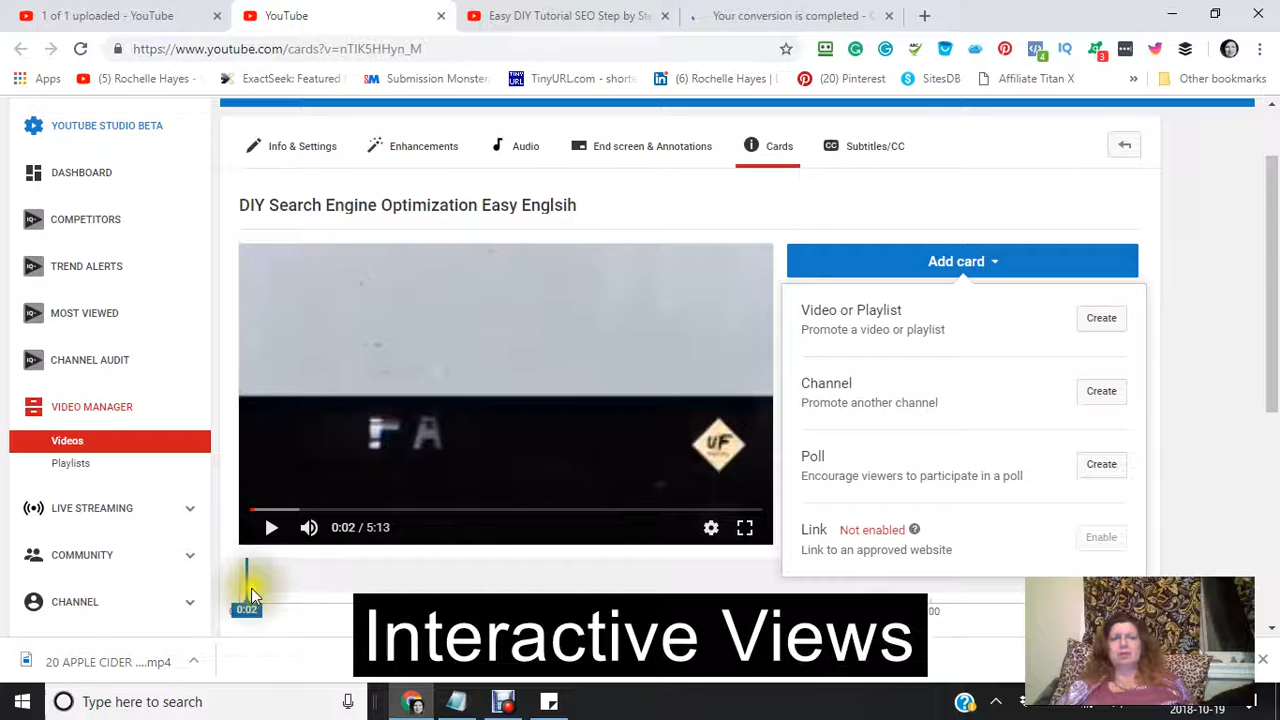 1 of 1 uploaded - YouTube
YouTube
Easy DIY Tutorial SEO Step by Ste
Your conversion is completed - C
https://www.youtube.com/cards?v=nTIK5HHyn_M
4
3
Apps
(5) Rochelle Hayes -
ExactSeek: Featured
Submission Monster
TinyURL.com - shorte
(6) Rochelle Hayes |
(20) Pinterest
SitesDB
Affiliate Titan X
Other bookmarks
YOUTUBE STUDIO BETA
DASHBOARD
COMPETITORS
TREND ALERTS
MOST VIEWED
CHANNEL AUDIT
VIDEO MANAGER
Videos
Playlists
LIVE STREAMING
COMMUNITY
CHANNEL
Info & Settings
Enhancements
Audio
End screen & Annotations
Cards
Subtitles/CC
DIY Search Engine Optimization Easy Englsih
UF
0:02 / 5:13
0:02
Add card
Video or Playlist
Promote a video or playlist
Create
Channel
Promote another channel
Create
Poll
Encourage viewers to participate in a poll
Create
Link Not enabled
Link to an approved website
Enable
Interactive Views
20 APPLE CIDER ....mp4
Type here to search
2018-10-19